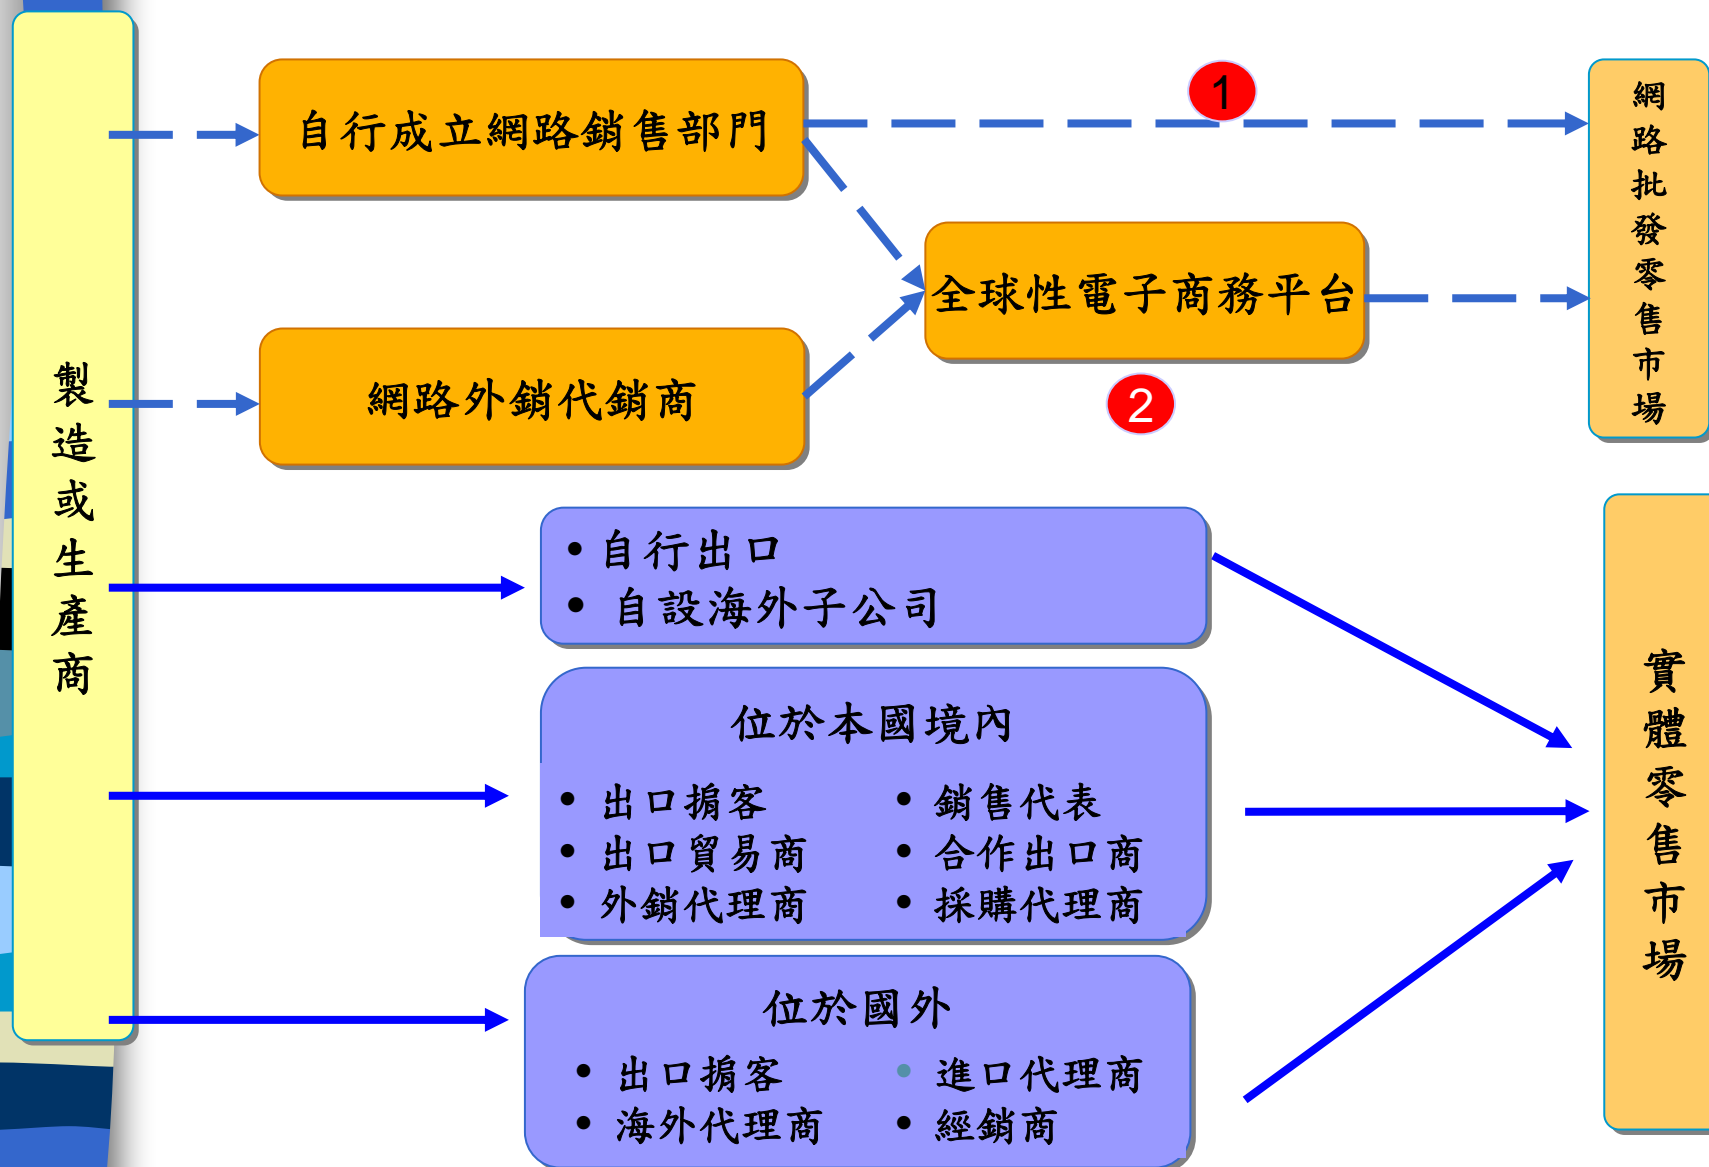 製造或生產商
自行成立網路銷售部門
1
網路批發零售市場
全球性電子商務平台
網路外銷代銷商
2
• 自行出口
• 自設海外子公司
位於本國境內
• 出口掮客
• 出口貿易商
• 外銷代理商
• 銷售代表
• 合作出口商
• 採購代理商
位於國外
• 出口掮客
• 海外代理商
• 進口代理商
• 經銷商
實體零售市場